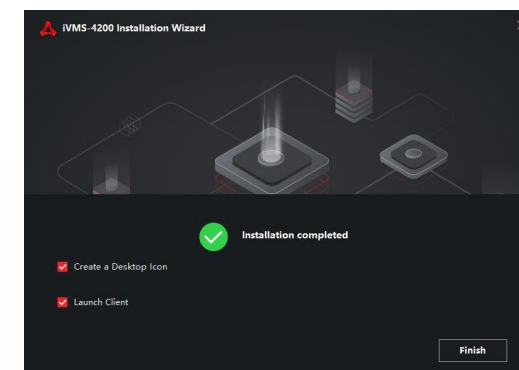 iVMS-4200 Installation Wizard
Installation completed
Create a Desktop Icon
Launch Client
Finish